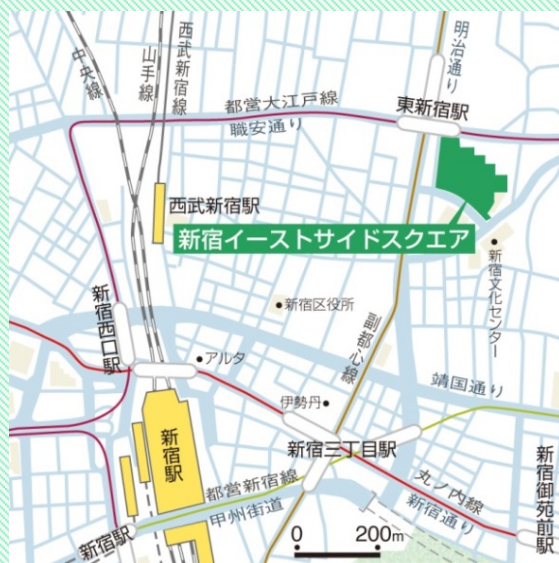 中央線
山手線
西武新宿線
明治通り
都営大江戸線
職安通り
東新宿駅
西武新宿駅
新宿イーストサイドスクエア
新宿文化センター
新宿区役所
新宿西口駅
アルタ
副都心線
靖国通り
伊勢丹
新宿三丁目駅
新宿駅
都営新宿線
甲州街道
新宿駅
丸ノ内線
新宿通り
新宿御苑前駅
0 200m